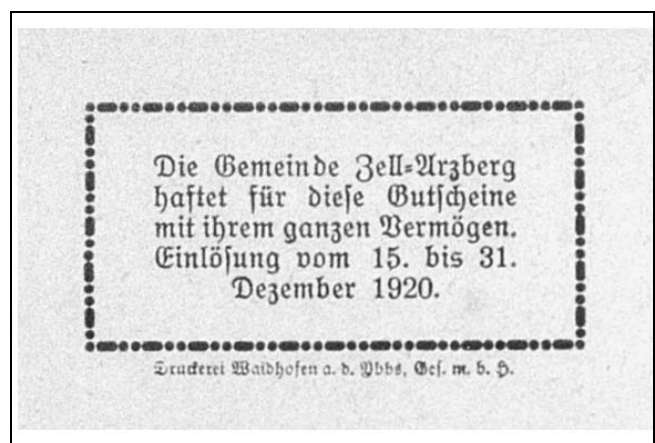 Die Gemeinde Zell-Arzberg
haftet für diese Gutscheine
mit ihrem ganzen Vermögen.
Einlösung vom 15. bis 31.
Dezember 1920.
Druckerei Waidhofen a. d. Ybbs, Ges. m. b. H.